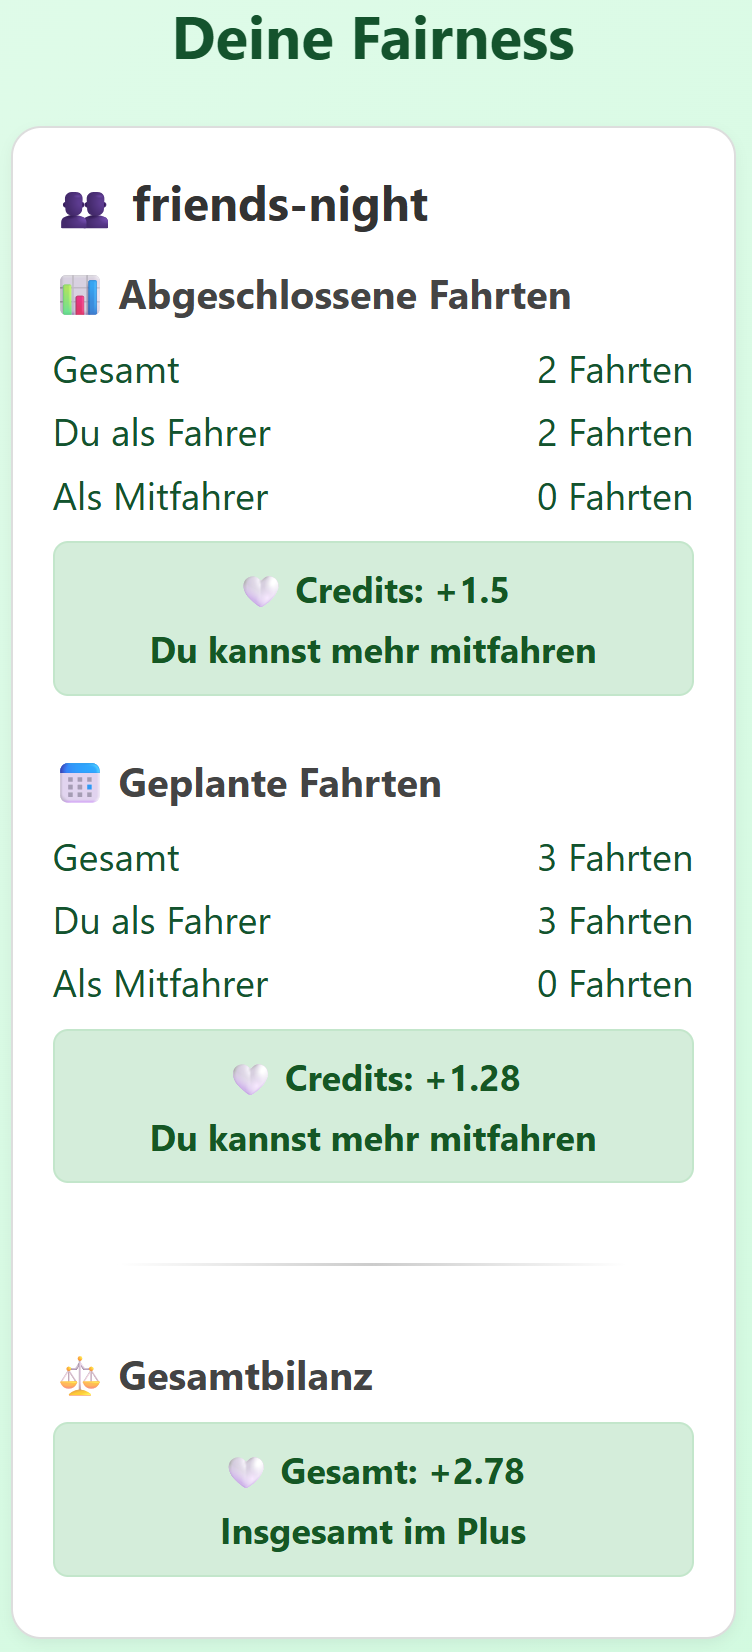 Deine Fairness
friends-night
Abgeschlossene Fahrten
Gesamt 2 Fahrten
Du als Fahrer 2 Fahrten
Als Mitfahrer 0 Fahrten
Credits: +1.5
Du kannst mehr mitfahren
Geplante Fahrten
Gesamt 3 Fahrten
Du als Fahrer 3 Fahrten
Als Mitfahrer 0 Fahrten
Credits: +1.28
Du kannst mehr mitfahren
Gesamtbilanz
Gesamt: +2.78
Insgesamt im Plus